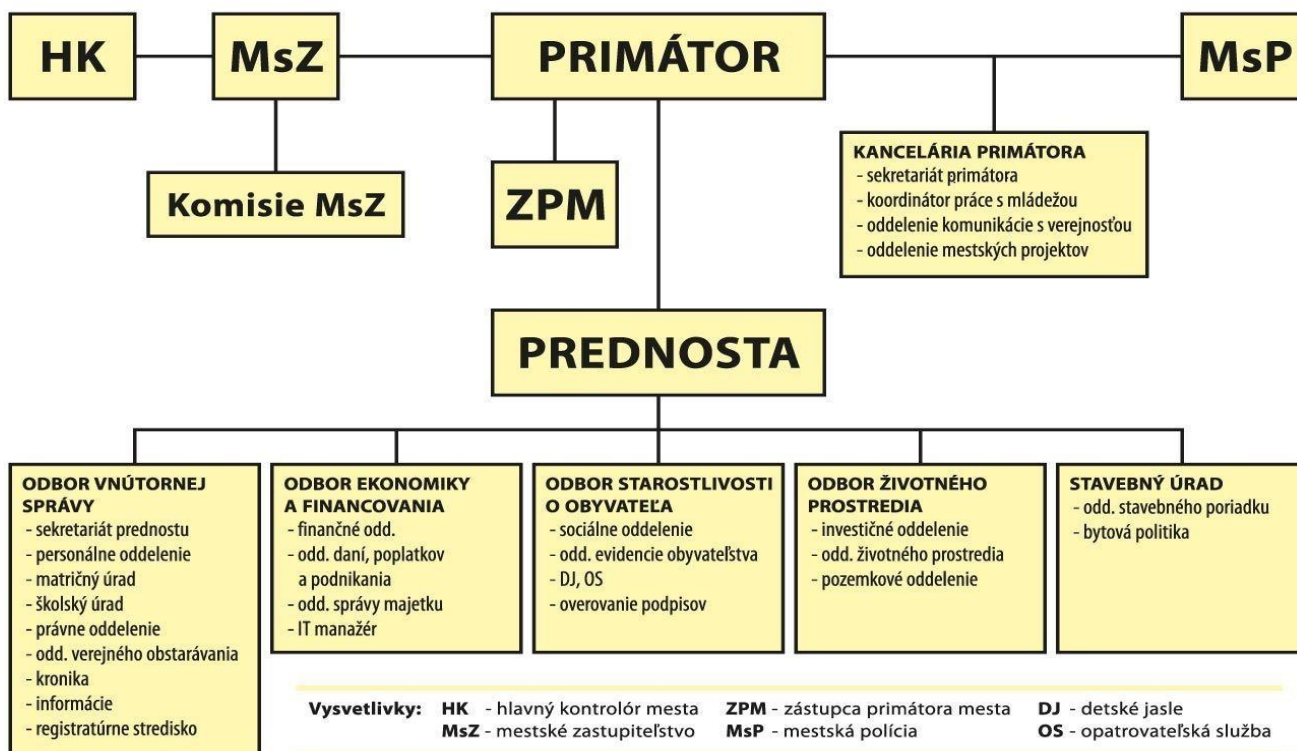 HK
MsZ
PRIMÁTOR
MsP
Komisie MsZ
ZPM
KANCELÁRIA PRIMÁTORA
- sekretariát primátora
- koordinátor práce s mládežou
- oddelenie komunikácie s verejnosťou
- oddelenie mestských projektov
PREDNOSTA
ODBOR VNÚTORNEJ
SPRÁVY
- sekretariát prednostu
- personálne oddelenie
- matričný úrad
- školský úrad
- právne oddelenie
- odd. verejného obstarávania
- kronika
- informácie
- registratúrne stredisko
ODBOR EKONOMIKY
A FINANCOVANIA
- finančné odd.
- odd. daní, poplatkov
a podnikania
- odd. správy majetku
- IT manažér
ODBOR STAROSTLIVOSTI
O OBYVATEĽA
- sociálne oddelenie
- odd. evidencie obyvateľstva
- DJ, OS
- overovanie podpisov
ODBOR ŽIVOTNÉHO
PROSTREDIA
- investičné oddelenie
- odd. životného prostredia
- pozemkové oddelenie
STAVEBNÝ ÚRAD
- odd. stavebného poriadku
- bytová politika
Vysvetlivky: HK - hlavný kontrolór mesta ZPM - zástupca primátora mesta DJ - detské jasle
MsZ - mestské zastupiteľstvo MsP - mestská polícia OS - opatrovateľská služba